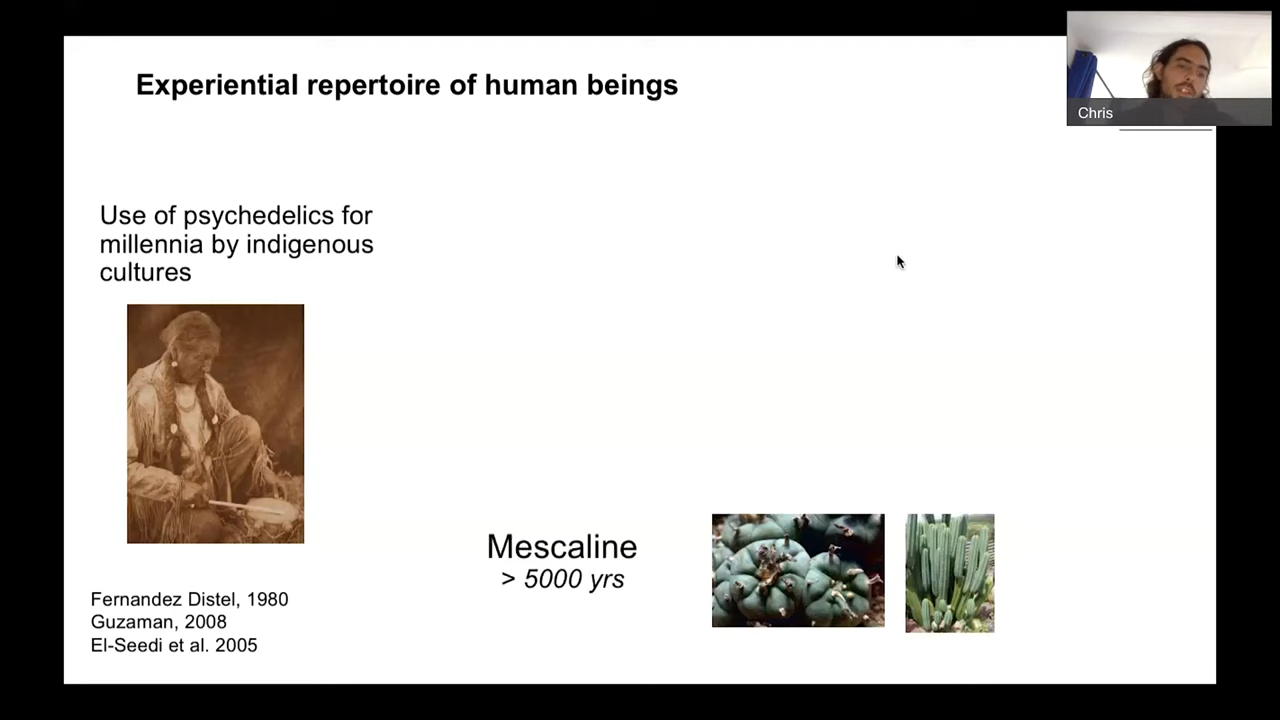 Experiential repertoire of human beings
Chris
Use of psychedelics for
millennia by indigenous
cultures
Mescaline
> 5000 yrs
Fernandez Distel, 1980
Guzaman, 2008
El-Seedi et al. 2005